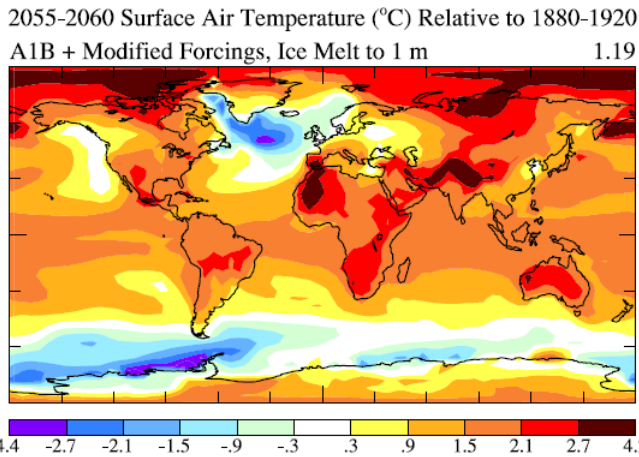 2055-2060 Surface Air Temperature (°C) Relative to 1880-1920
A1B + Modified Forcings, Ice Melt to 1 m 1.19
-2.7 -2.1 -1.5 -.9 -.3 .3 .9 1.5 2.1 2.7